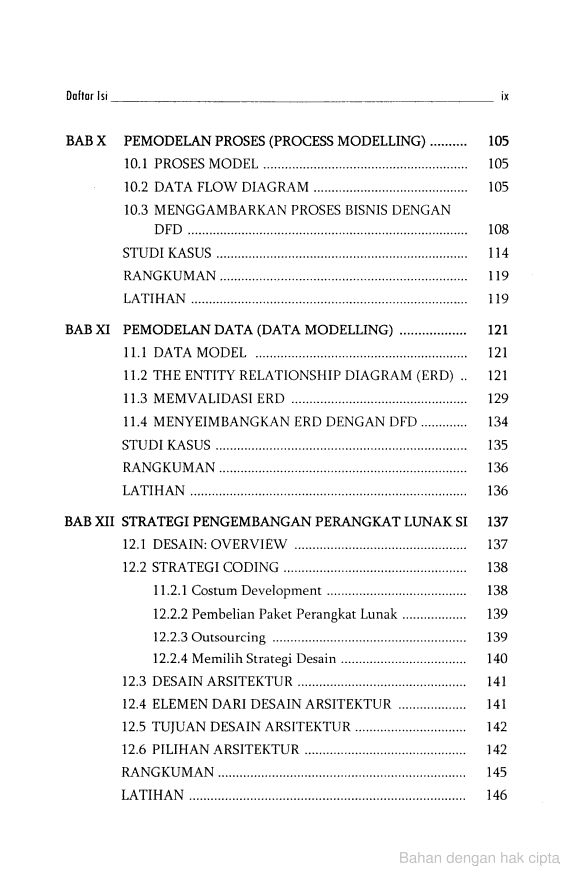 Daftar Isi ix
BAB X PEMODELAN PROSES (PROCESS MODELLING) .......... 105
10.1 PROSES MODEL ......................................................... 105
10.2 DATA FLOW DIAGRAM ........................................... 105
10.3 MENGGAMBARKAN PROSES BISNIS DENGAN
DFD .............................................................................. 108
STUDI KASUS ...................................................................... 114
RANGKUMAN ..................................................................... 119
LATIHAN ............................................................................. 119
BAB XI PEMODELAN DATA (DATA MODELLING) .................. 121
11.1 DATA MODEL ........................................................... 121
11.2 THE ENTITY RELATIONSHIP DIAGRAM (ERD) .. 121
11.3 MEMVALIDASI ERD ................................................. 129
11.4 MENYEIMBANGKAN ERD DENGAN DFD ............. 134
STUDI KASUS ...................................................................... 135
RANGKUMAN ..................................................................... 136
LATIHAN ............................................................................. 136
BAB XII STRATEGI PENGEMBANGAN PERANGKAT LUNAK SI 137
12.1 DESAIN: OVERVIEW ................................................ 137
12.2 STRATEGI CODING ................................................... 138
11.2.1 Costum Development ....................................... 138
12.2.2 Pembelian Paket Perangkat Lunak .................. 139
12.2.3 Outsourcing ...................................................... 139
12.2.4 Memilih Strategi Desain ................................... 140
12.3 DESAIN ARSITEKTUR ............................................... 141
12.4 ELEMEN DARI DESAIN ARSITEKTUR ................... 141
12.5 TUJUAN DESAIN ARSITEKTUR ............................... 142
12.6 PILIHAN ARSITEKTUR ............................................. 142
RANGKUMAN ..................................................................... 145
LATIHAN ............................................................................. 146
Bahan dengan hak cipta